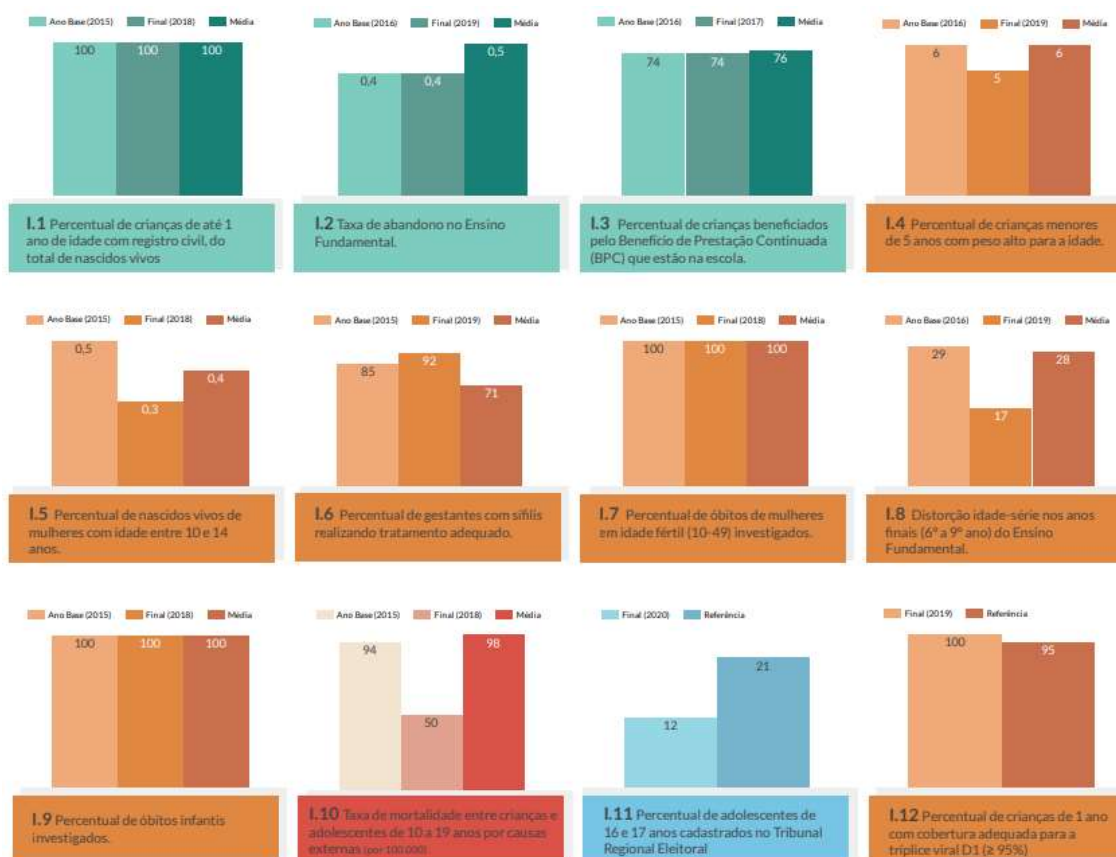 Ano Base (2015) Final (2018) Média
100 100 100
I.1 Percentual de crianças de até 1
ano de idade com registro civil, do
total de nascidos vivos
Ano Base (2016) Final (2019) Média
0,4 0,4 0,5
I.2 Taxa de abandono no Ensino
Fundamental.
Ano Base (2016) Final (2017) Média
74 74 76
I.3 Percentual de crianças beneficiados
pelo Benefício de Prestação Continuada
(BPC) que estão na escola.
Ano Base (2016) Final (2019) Média
6 5 6
I.4 Percentual de crianças menores
de 5 anos com peso alto para a idade.
Ano Base (2015) Final (2018) Média
0,5 0,3 0,4
I.5 Percentual de nascidos vivos de
mulheres com idade entre 10 e 14
anos.
Ano Base (2015) Final (2019) Média
85 92 71
I.6 Percentual de gestantes com sífilis
realizando tratamento adequado.
Ano Base (2015) Final (2018) Média
100 100 100
I.7 Percentual de óbitos de mulheres
em idade fértil (10-49) investigados.
Ano Base (2016) Final (2019) Média
29 17 28
I.8 Distorção idade-série nos anos
finais (6º a 9º ano) do Ensino
Fundamental.
Ano Base (2015) Final (2018) Média
100 100 100
I.9 Percentual de óbitos infantis
investigados.
Ano Base (2015) Final (2018) Média
94 50 98
I.10 Taxa de mortalidade entre crianças e
adolescentes de 10 a 19 anos por causas
externas (por 100.000)
Final (2020) Referência
12 21
I.11 Percentual de adolescentes de
16 e 17 anos cadastrados no Tribunal
Regional Eleitoral
Final (2019) Referência
100 95
I.12 Percentual de crianças de 1 ano
com cobertura adequada para a
tríplice viral D1 (≥ 95%)